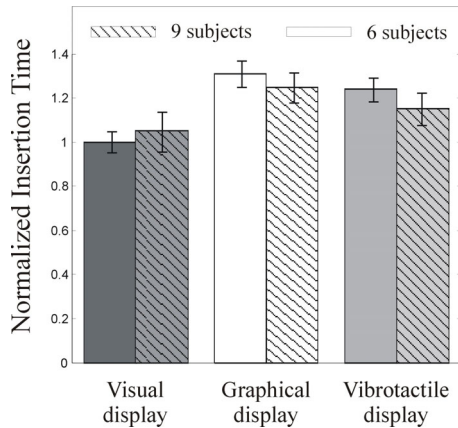 9 subjects
6 subjects
Normalized Insertion Time
1.4
1.2
1
0.8
0.6
0.4
0.2
0
Visual
display
Graphical
display
Vibrotactile
display